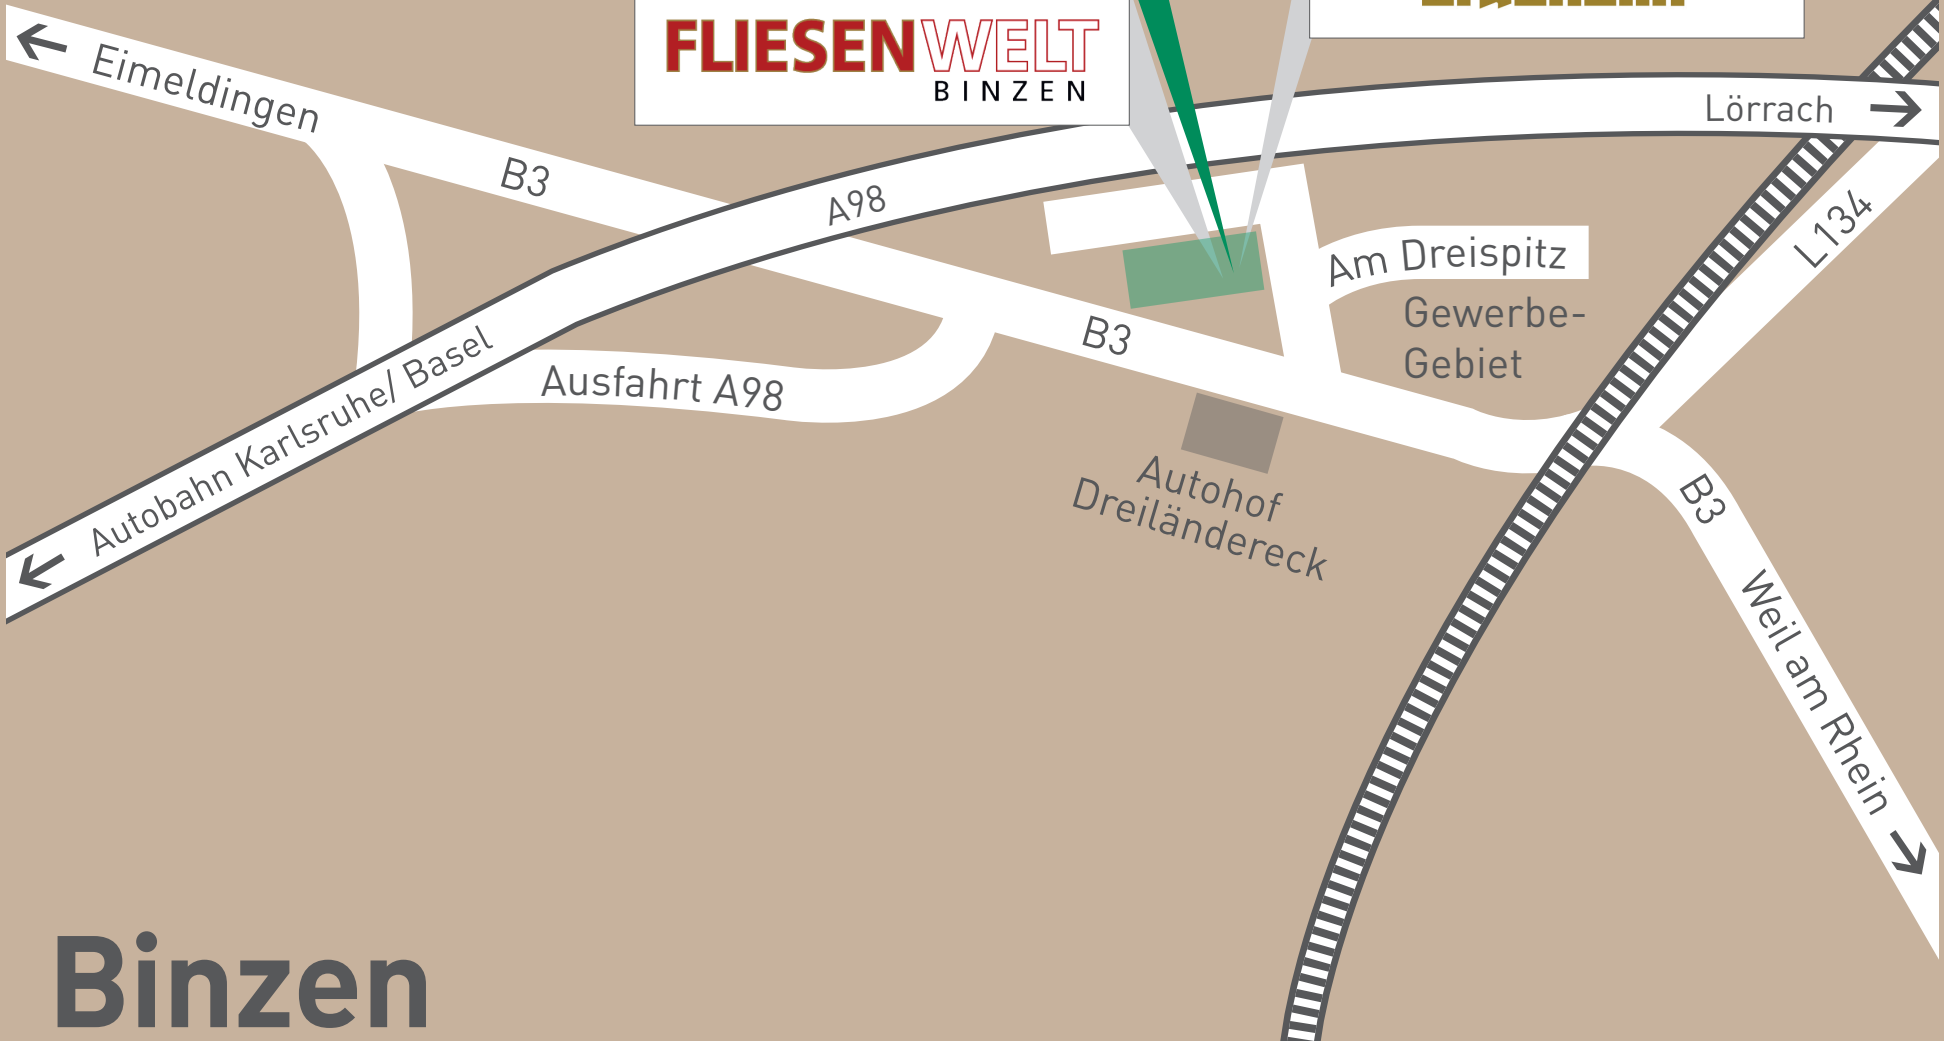 FLIESENWELT
BINZEN
Eimeldingen
Lörrach
B3
A98
L134
Am Dreispitz
Gewerbe-
Gebiet
B3
Autobahn Karlsruhe/ Basel
Ausfahrt A98
Autohof
Dreiländereck
B3
Weil am Rhein
Binzen